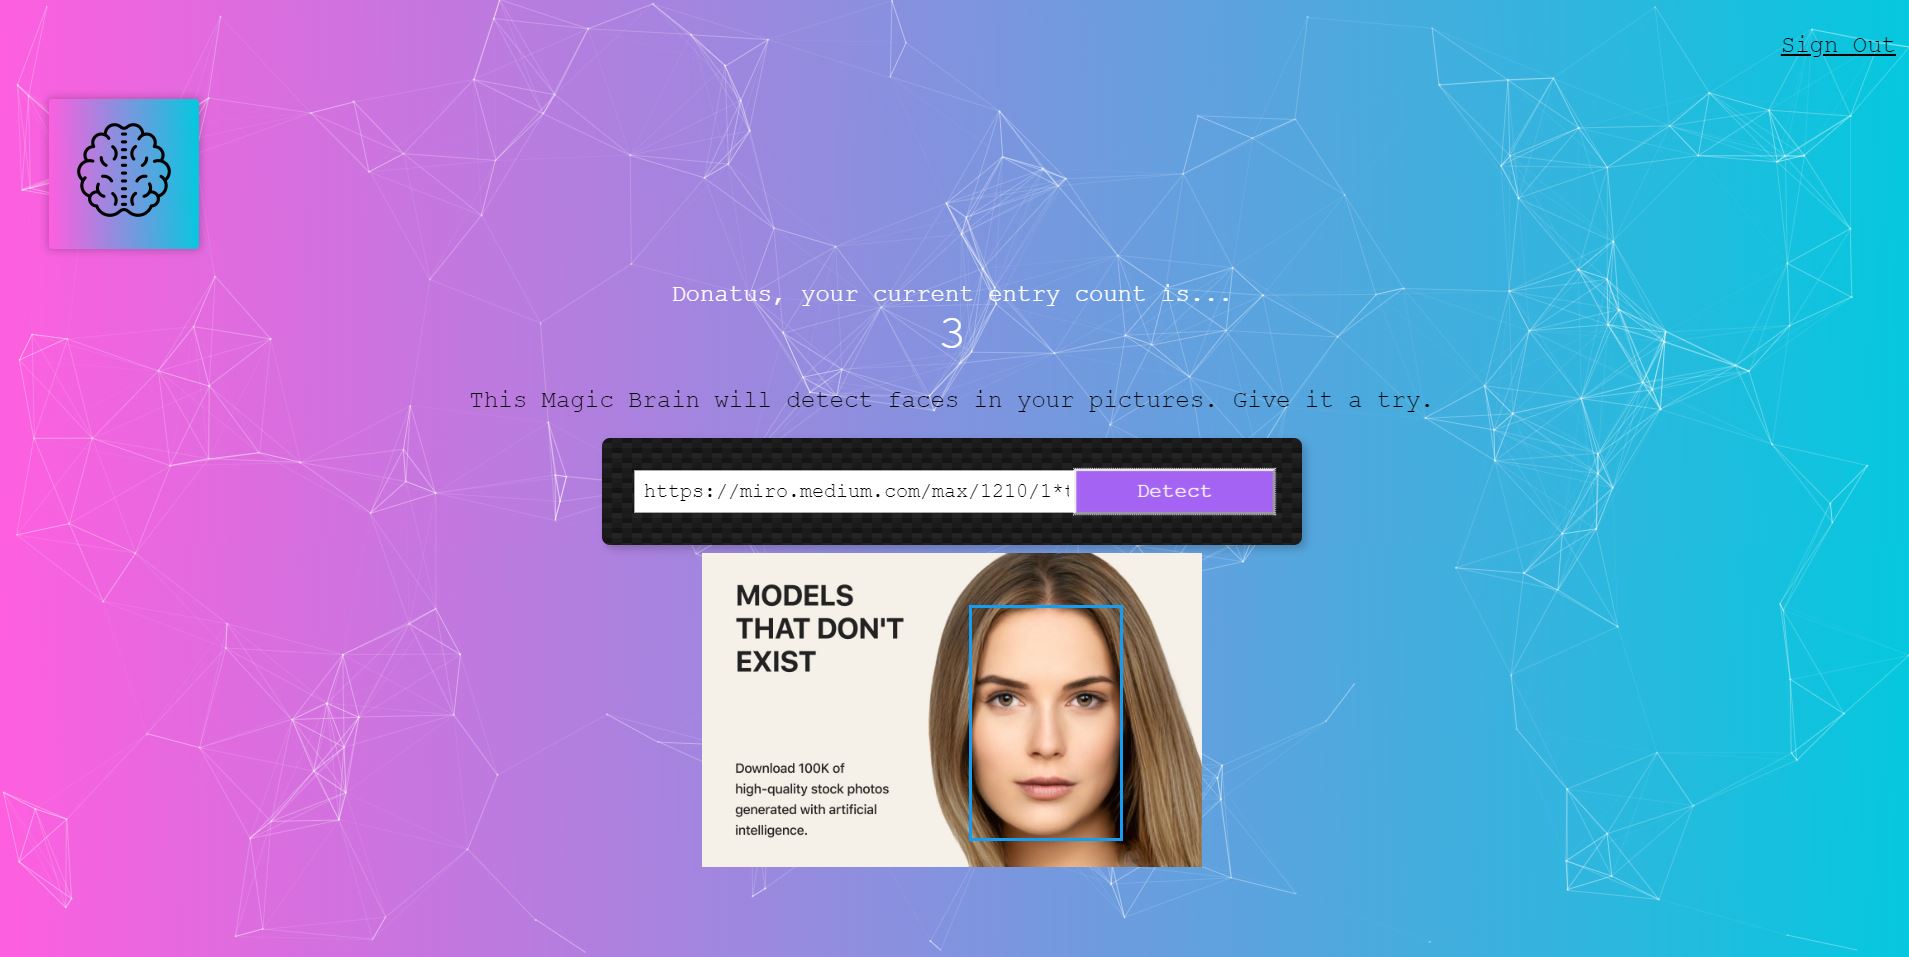 Sign Out
Donatus, your current entry count is...
3
This Magic Brain will detect faces in your pictures. Give it a try.
https://miro.medium.com/max/1210/1*t
Detect
MODELS
THAT DON'T
EXIST
Download 100K of
high-quality stock photos
generated with artificial
intelligence.